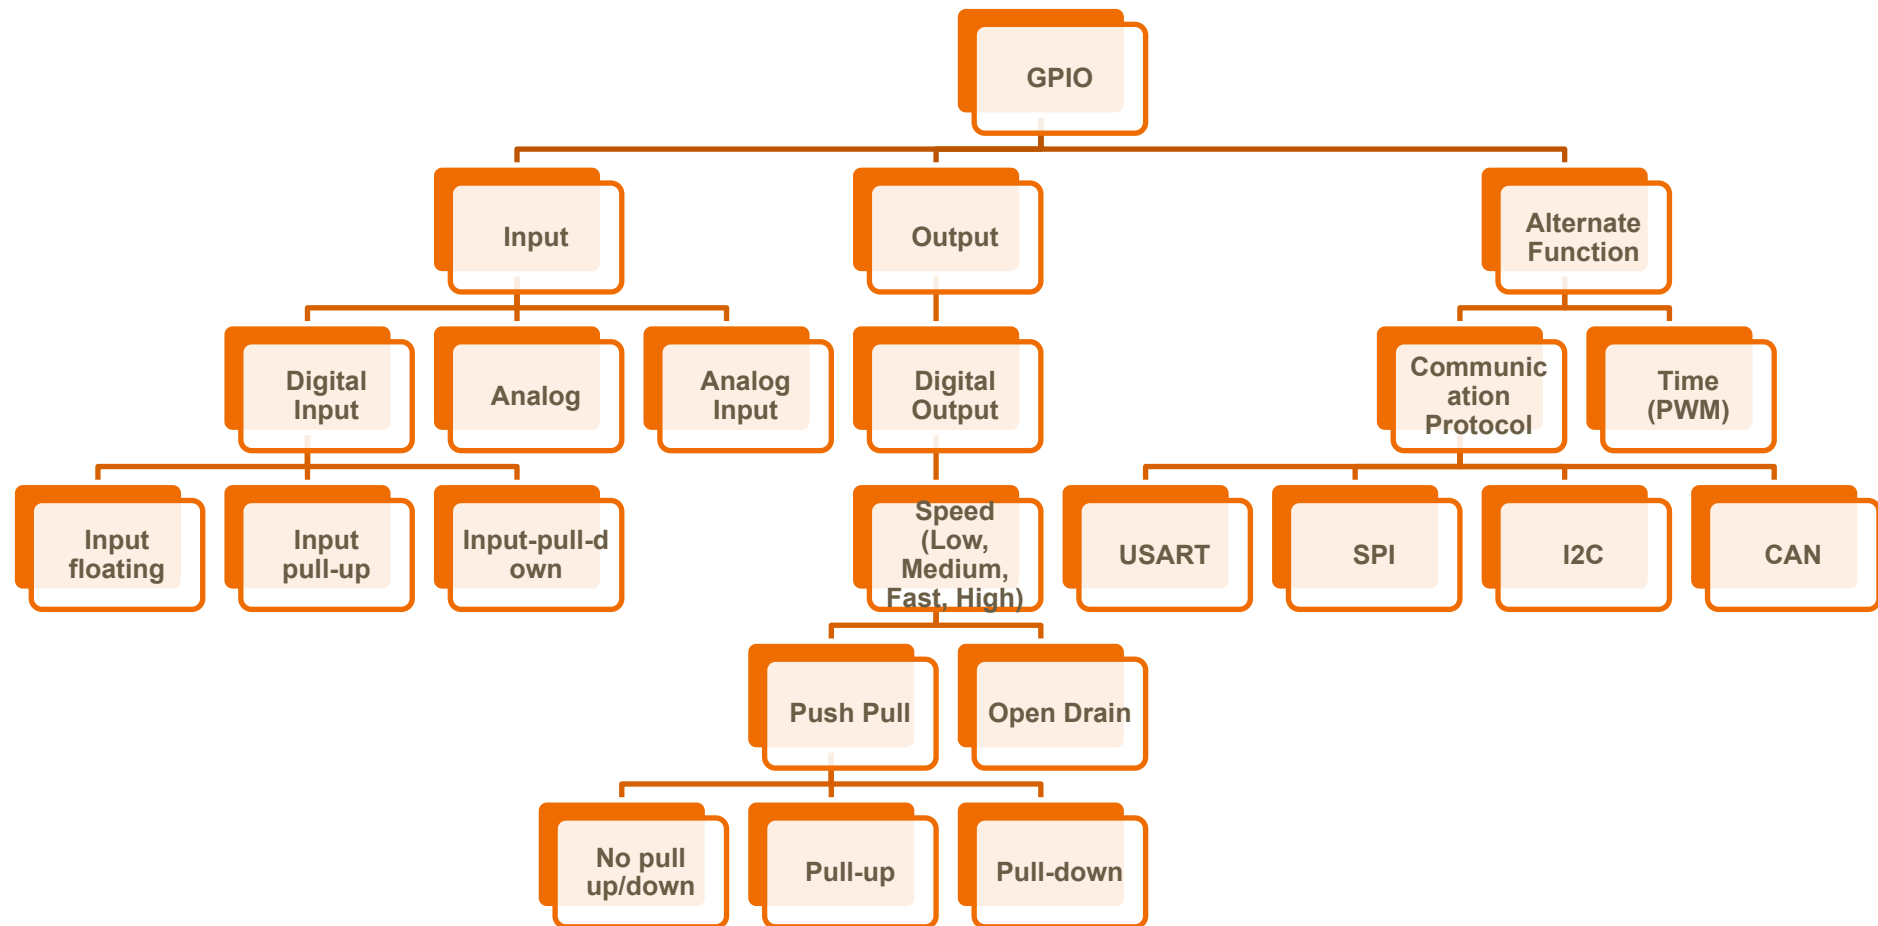 GPIO
Input
Output
Alternate
Function
Digital
Input
Analog
Analog
Input
Digital
Output
Communic
ation
Protocol
Time
(PWM)
Input
floating
Input
pull-up
Input-pull-d
own
Speed
(Low,
Medium,
Fast, High)
USART
SPI
I2C
CAN
Push Pull
Open Drain
No pull
up/down
Pull-up
Pull-down